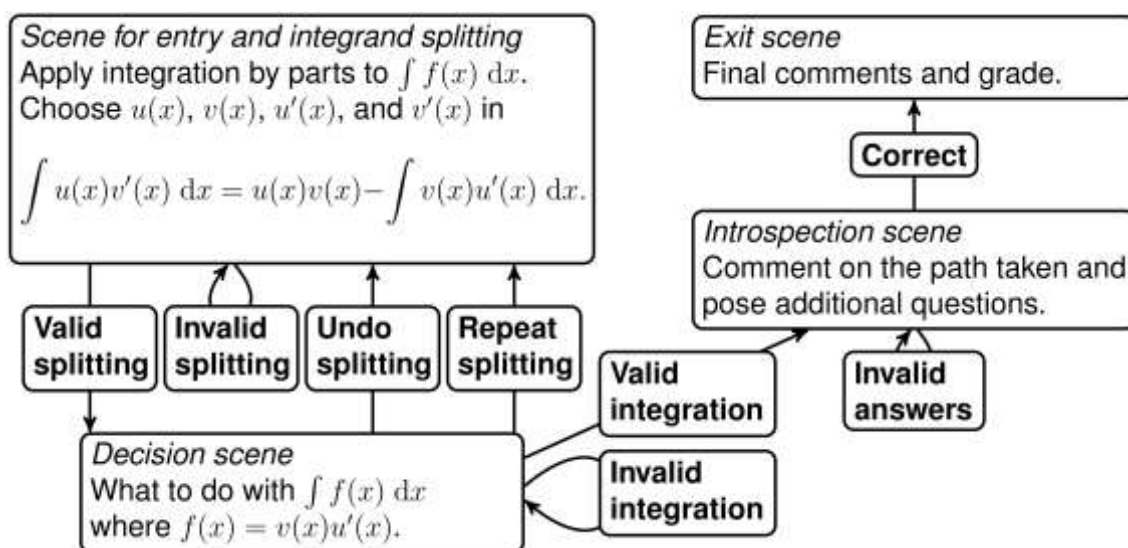 Scene for entry and integrand splitting
Apply integration by parts to ∫ f(x) dx.
Choose u(x), v(x), u′(x), and v′(x) in
∫ u(x)v′(x) dx = u(x)v(x)−∫ v(x)u′(x) dx.
Exit scene
Final comments and grade.
Correct
Introspection scene
Comment on the path taken and
pose additional questions.
Valid
splitting
Invalid
splitting
Undo
splitting
Repeat
splitting
Valid
integration
Invalid
answers
Decision scene
What to do with ∫ f(x) dx
where f(x) = v(x)u′(x).
Invalid
integration